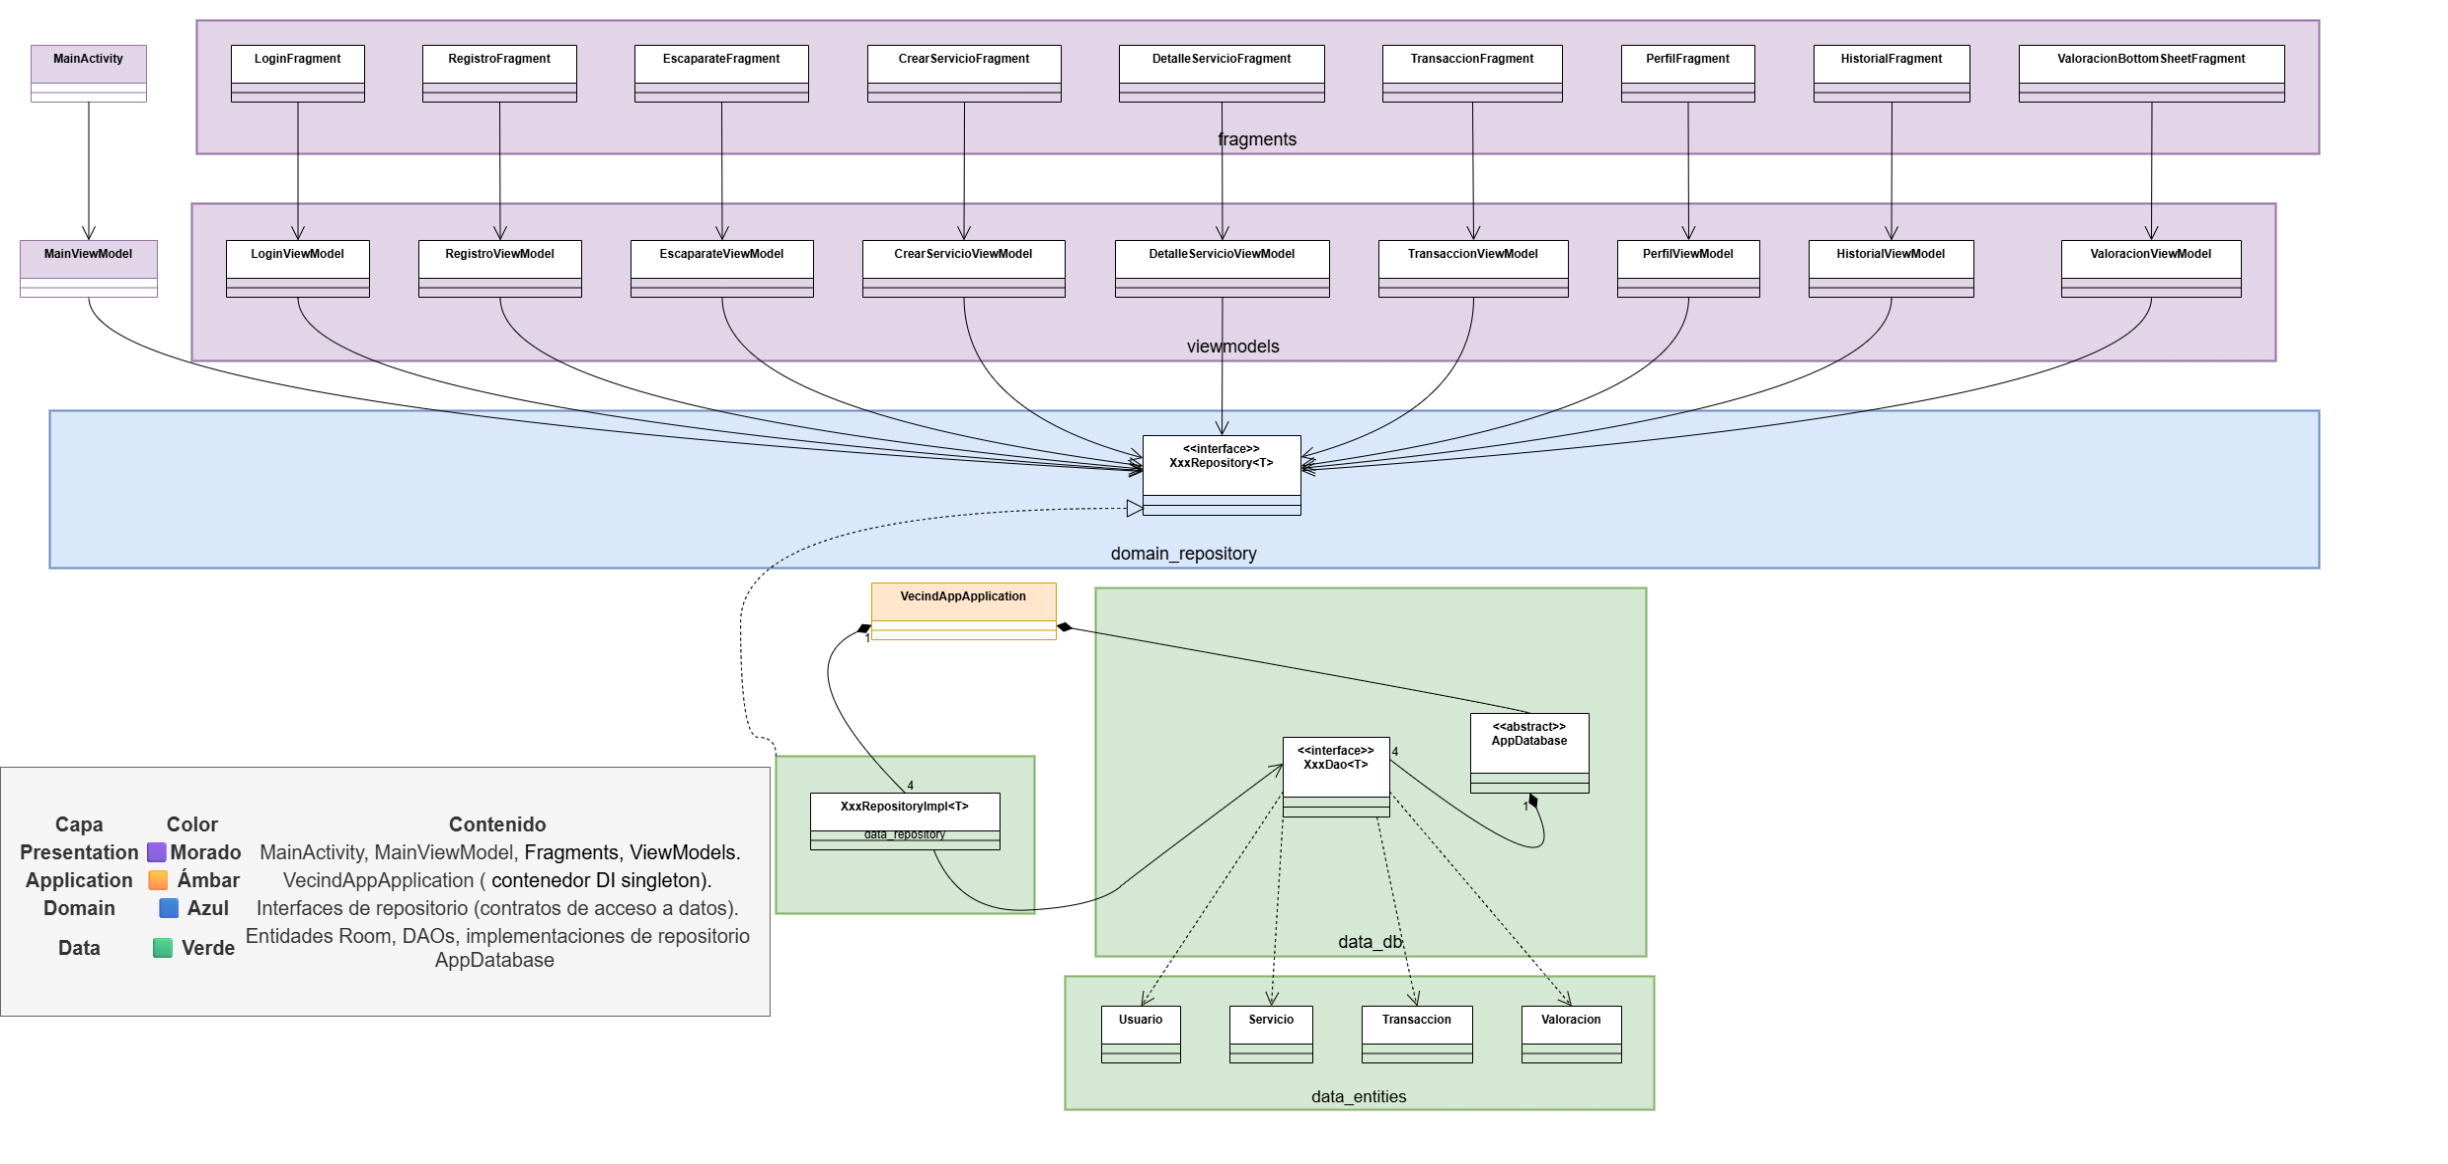 MainActivity
LoginFragment
RegistroFragment
EscaparateFragment
CrearServicioFragment
DetalleServicioFragment
TransaccionFragment
PerfilFragment
HistorialFragment
ValoracionBottomSheetFragment
fragments
MainViewModel
LoginViewModel
RegistroViewModel
EscaparateViewModel
CrearServicioViewModel
DetalleServicioViewModel
TransaccionViewModel
PerfilViewModel
HistorialViewModel
ValoracionViewModel
viewmodels
<<interface>>
XxxRepository<T>
domain_repository
VecindAppApplication
1
<<abstract>>
AppDatabase
1
<<interface>>
XxxDao<T>
4
4
XxxRepositoryImpl<T>
data_repository
data_db
Capa Color Contenido
Presentation Morado MainActivity, MainViewModel, Fragments, ViewModels.
Application Ámbar VecindAppApplication ( contenedor DI singleton).
Domain Azul Interfaces de repositorio (contratos de acceso a datos).
Data Verde Entidades Room, DAOs, implementaciones de repositorio
AppDatabase
Usuario
Servicio
Transaccion
Valoracion
data_entities